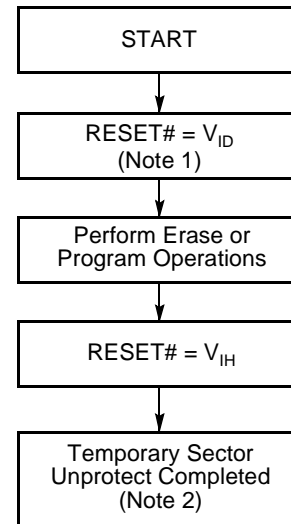 START
RESET# = VID
(Note 1)
Perform Erase or
Program Operations
RESET# = VIH
Temporary Sector
Unprotect Completed
(Note 2)